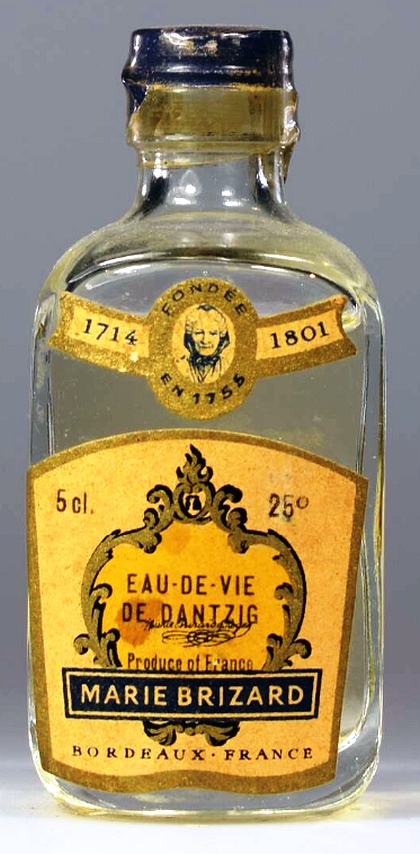 FONDÉE
1714 1801
EN 1755
5 cl. 25°
EAU-DE-VIE
DE DANTZIG
Produce of France
MARIE BRIZARD
BORDEAUX · FRANCE